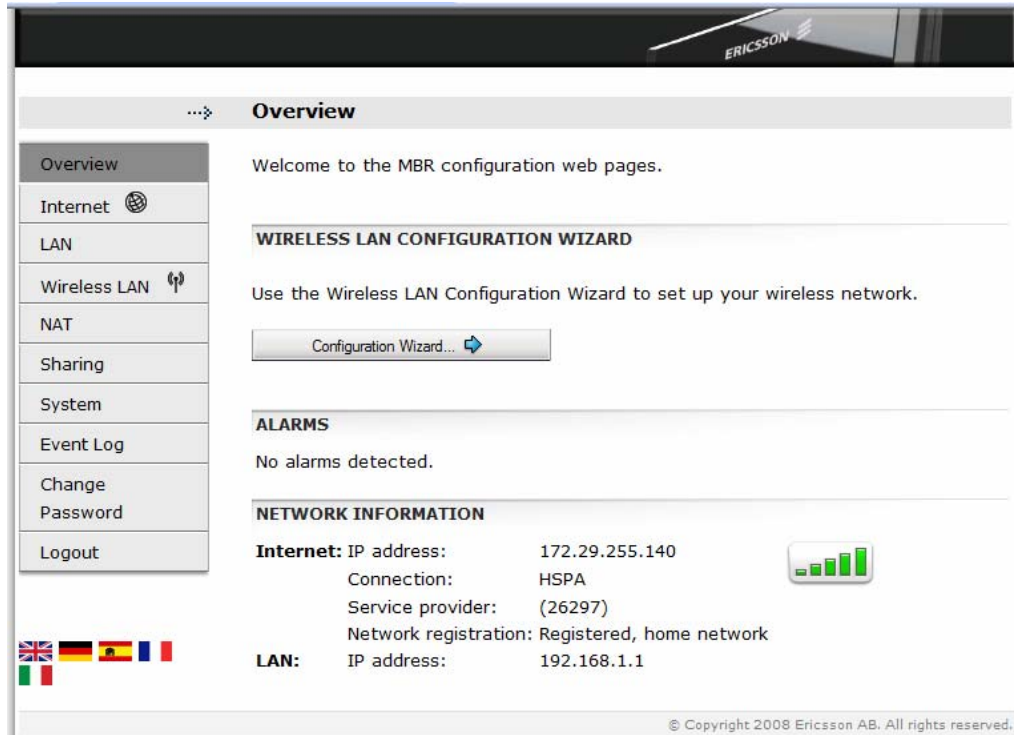 ERICSSON
Overview
Overview
Internet
LAN
Wireless LAN
NAT
Sharing
System
Event Log
Change
Password
Logout
Welcome to the MBR configuration web pages.
WIRELESS LAN CONFIGURATION WIZARD
Use the Wireless LAN Configuration Wizard to set up your wireless network.
Configuration Wizard...
ALARMS
No alarms detected.
NETWORK INFORMATION
Internet: IP address: 172.29.255.140
Connection: HSPA
Service provider: (26297)
Network registration: Registered, home network
LAN: IP address: 192.168.1.1
© Copyright 2008 Ericsson AB. All rights reserved.